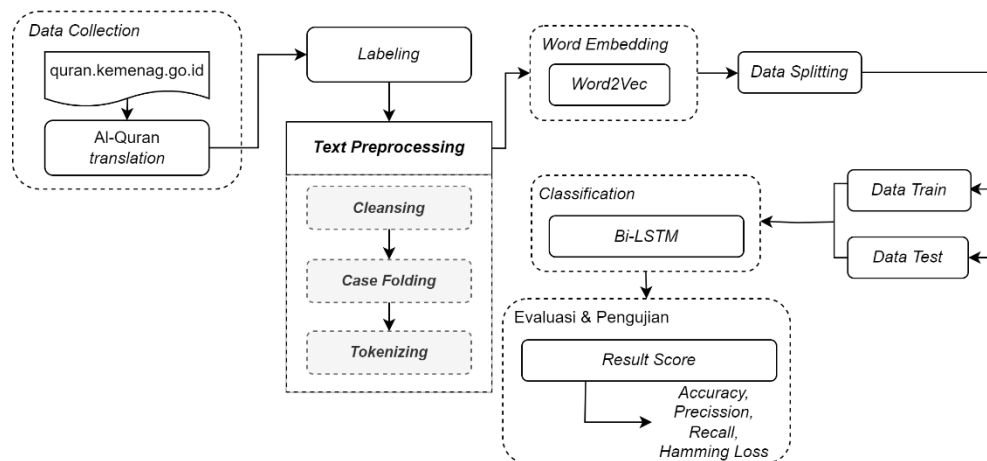 Data Collection
quran.kemenag.go.id
Al-Quran
translation
Labeling
Text Preprocessing
Cleansing
Case Folding
Tokenizing
Word Embedding
Word2Vec
Data Splitting
Data Train
Data Test
Classification
Bi-LSTM
Evaluasi & Pengujian
Result Score
Accuracy,
Precission,
Recall,
Hamming Loss